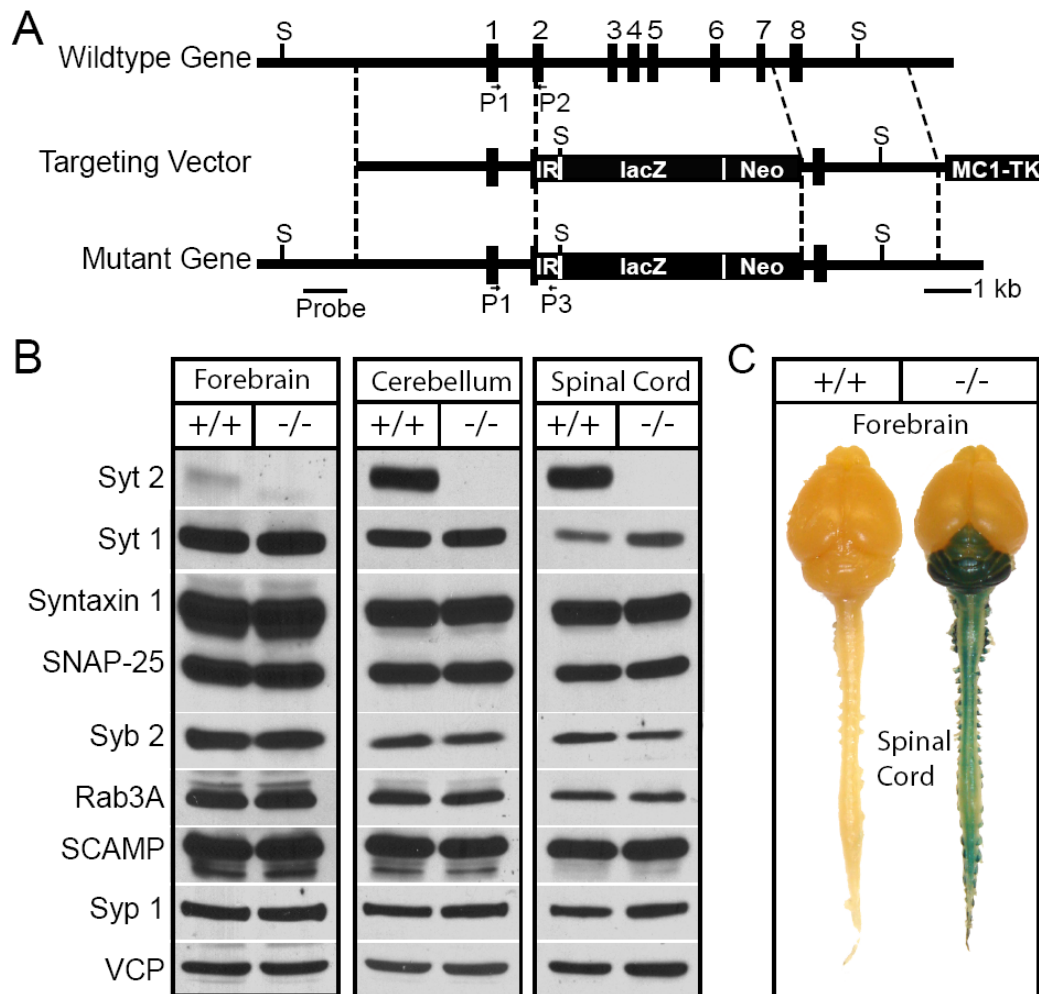 A
S 1 2 3 4 5 6 7 8 S
Wildtype Gene
P1 P2
S S
Targeting Vector IR lacZ Neo MC1-TK
S S S
Mutant Gene IR lacZ Neo
Probe P1 P3 1 kb
B
Forebrain Cerebellum Spinal Cord
+/+ -/- +/+ -/- +/+ -/-
Syt 2
Syt 1
Syntaxin 1
SNAP-25
Syb 2
Rab3A
SCAMP
Syp 1
VCP
C
+/+ -/-
Forebrain
Spinal
Cord